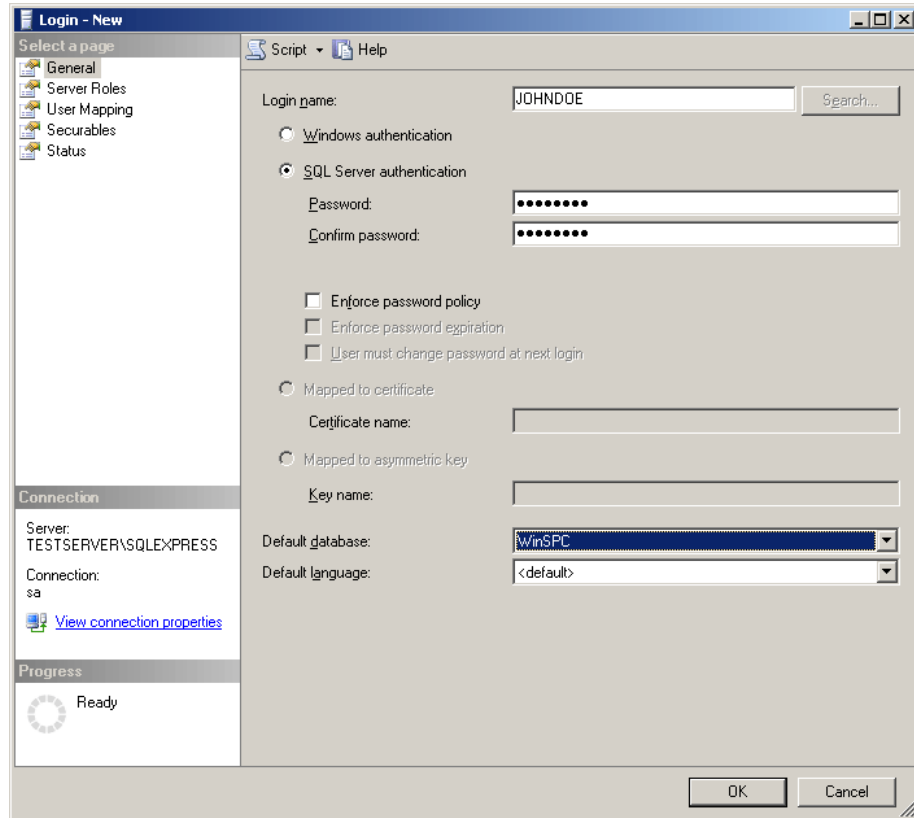 Login - New
Select a page
General
Server Roles
User Mapping
Securables
Status
Script Help
Login name: JOHNDOE Search...
Windows authentication
SQL Server authentication
Password: ●●●●●●●●
Confirm password: ●●●●●●●●
Enforce password policy
Enforce password expiration
User must change password at next login
Mapped to certificate
Certificate name:
Mapped to asymmetric key
Key name:
Default database: WinSPC
Default language: <default>
Connection
Server:
TESTSERVER\SQLEXPRESS
Connection:
sa
View connection properties
Progress
Ready
OK Cancel